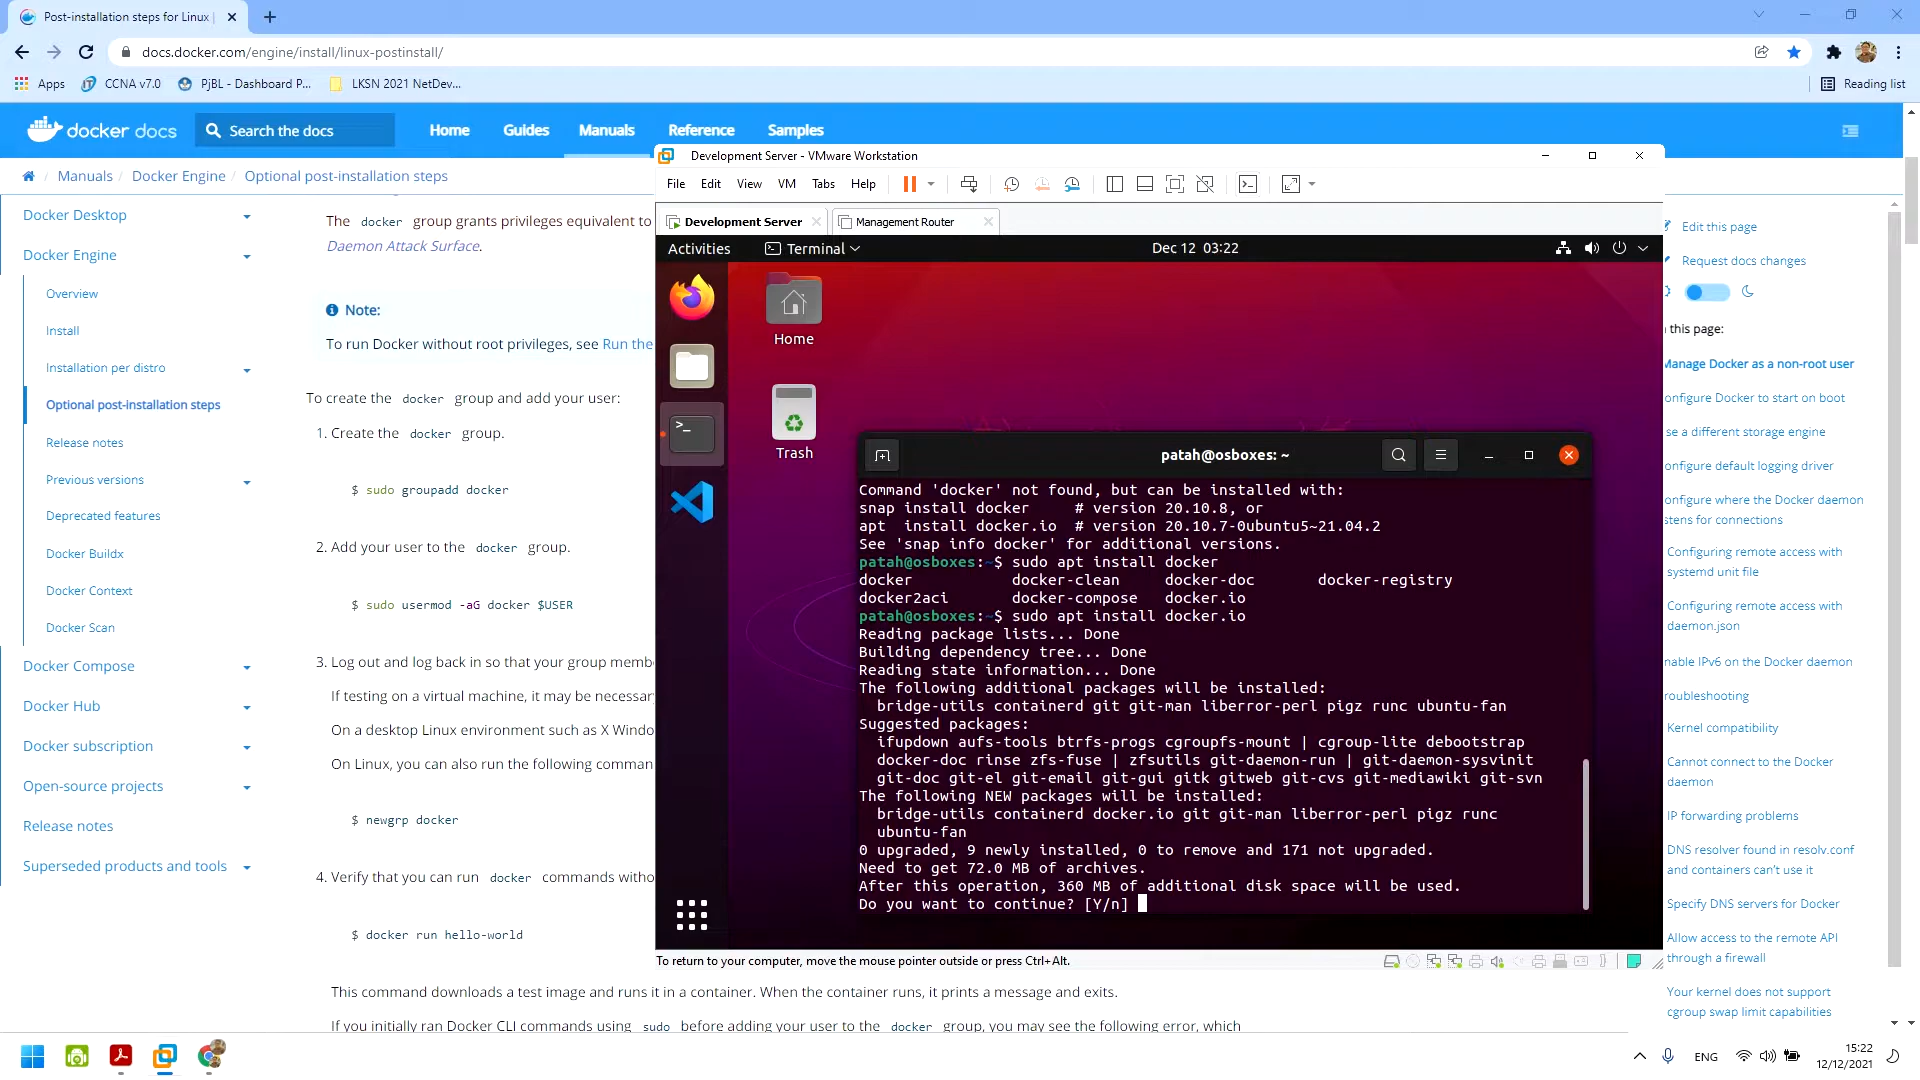 Post-installation steps for Linux |
docs.docker.com/engine/install/linux-postinstall/
Apps
CCNA v7.0
PjBL - Dashboard P...
LKSN 2021 NetDev...
Reading list
docker docs
Search the docs
Home
Guides
Manuals
Reference
Samples
/ Manuals / Docker Engine / Optional post-installation steps
Docker Desktop
Docker Engine
Overview
Install
Installation per distro
Optional post-installation steps
Release notes
Previous versions
Deprecated features
Docker Buildx
Docker Context
Docker Scan
Docker Compose
Docker Hub
Docker subscription
Open-source projects
Release notes
Superseded products and tools
The docker group grants privileges equivalent to
Daemon Attack Surface.
Note:
To run Docker without root privileges, see Run the
To create the docker group and add your user:
1. Create the docker group.
$ sudo groupadd docker
2. Add your user to the docker group.
$ sudo usermod -aG docker $USER
3. Log out and log back in so that your group memb
If testing on a virtual machine, it may be necessar
On a desktop Linux environment such as X Windo
On Linux, you can also run the following comman
$ newgrp docker
4. Verify that you can run docker commands witho
$ docker run hello-world
This command downloads a test image and runs it in a container. When the container runs, it prints a message and exits.
If you initially ran Docker CLI commands using sudo before adding your user to the docker group, you may see the following error, which
Development Server - VMware Workstation
File
Edit
View
VM
Tabs
Help
Development Server
Management Router
Activities
Terminal
Dec 12 03:22
Home
Trash
patah@osboxes: ~
Command 'docker' not found, but can be installed with:
snap install docker # version 20.10.8, or
apt install docker.io # version 20.10.7-0ubuntu5~21.04.2
See 'snap info docker' for additional versions.
patah@osboxes:~$ sudo apt install docker
docker docker-clean docker-doc docker-registry
docker2aci docker-compose docker.io
patah@osboxes:~$ sudo apt install docker.io
Reading package lists... Done
Building dependency tree... Done
Reading state information... Done
The following additional packages will be installed:
bridge-utils containerd git git-man liberror-perl pigz runc ubuntu-fan
Suggested packages:
ifupdown aufs-tools btrfs-progs cgroupfs-mount | cgroup-lite debootstrap
docker-doc rinse zfs-fuse | zfsutils git-daemon-run | git-daemon-sysvinit
git-doc git-el git-email git-gui gitk gitweb git-cvs git-mediawiki git-svn
The following NEW packages will be installed:
bridge-utils containerd docker.io git git-man liberror-perl pigz runc
ubuntu-fan
0 upgraded, 9 newly installed, 0 to remove and 171 not upgraded.
Need to get 72.0 MB of archives.
After this operation, 360 MB of additional disk space will be used.
Do you want to continue? [Y/n]
To return to your computer, move the mouse pointer outside or press Ctrl+Alt.
Edit this page
Request docs changes
this page:
Manage Docker as a non-root user
onfigure Docker to start on boot
se a different storage engine
onfigure default logging driver
onfigure where the Docker daemon
stens for connections
Configuring remote access with
systemd unit file
Configuring remote access with
daemon.json
nable IPv6 on the Docker daemon
roubleshooting
Kernel compatibility
Cannot connect to the Docker
daemon
IP forwarding problems
DNS resolver found in resolv.conf
and containers can't use it
Specify DNS servers for Docker
Allow access to the remote API
through a firewall
Your kernel does not support
cgroup swap limit capabilities
ENG
15:22
12/12/2021